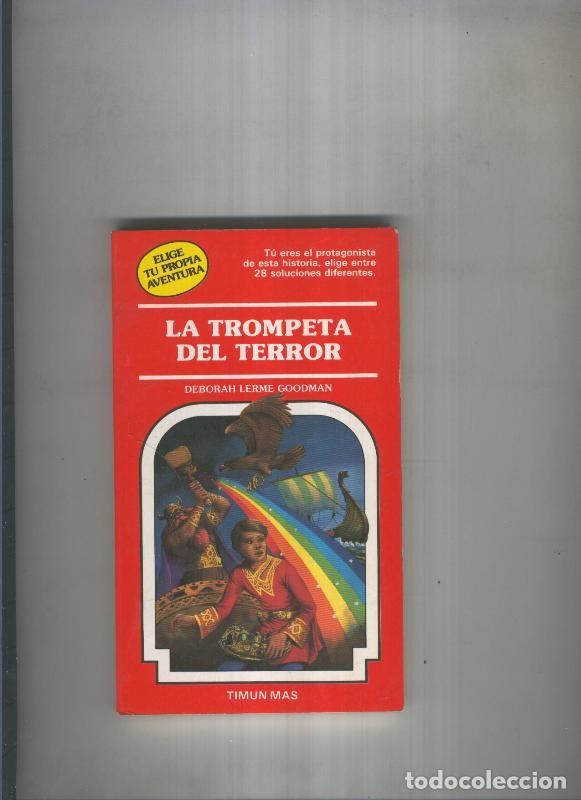 ELIGE
TU PROPIA
AVENTURA
Tú eres el protagonista
de esta historia, elige entre
28 soluciones diferentes.
LA TROMPETA
DEL TERROR
DEBORAH LERME GOODMAN
TIMUN MAS
todocoleccion